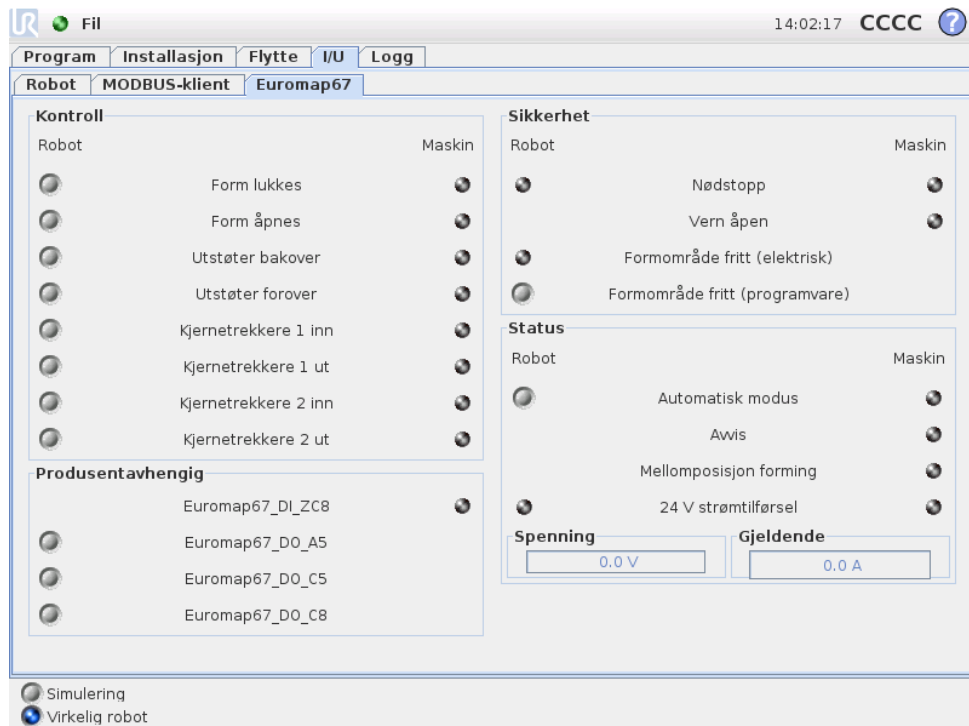 UR Fil 14:02:17 CCCC ?
Program Installasjon Flytte I/U Logg
Robot MODBUS-klient Euromap67
Kontroll
Robot Maskin
Form lukkes
Form åpnes
Utstøter bakover
Utstøter forover
Kjernetrekkere 1 inn
Kjernetrekkere 1 ut
Kjernetrekkere 2 inn
Kjernetrekkere 2 ut
Produsentavhengig
Euromap67_DI_ZC8
Euromap67_DO_A5
Euromap67_DO_C5
Euromap67_DO_C8
Sikkerhet
Robot Maskin
Nødstopp
Vern åpen
Formområde fritt (elektrisk)
Formområde fritt (programvare)
Status
Robot Maskin
Automatisk modus
Avvis
Mellomposisjon forming
24 V strømtilførsel
Spenning Gjeldende
0.0 V 0.0 A
Simulering
Virkelig robot